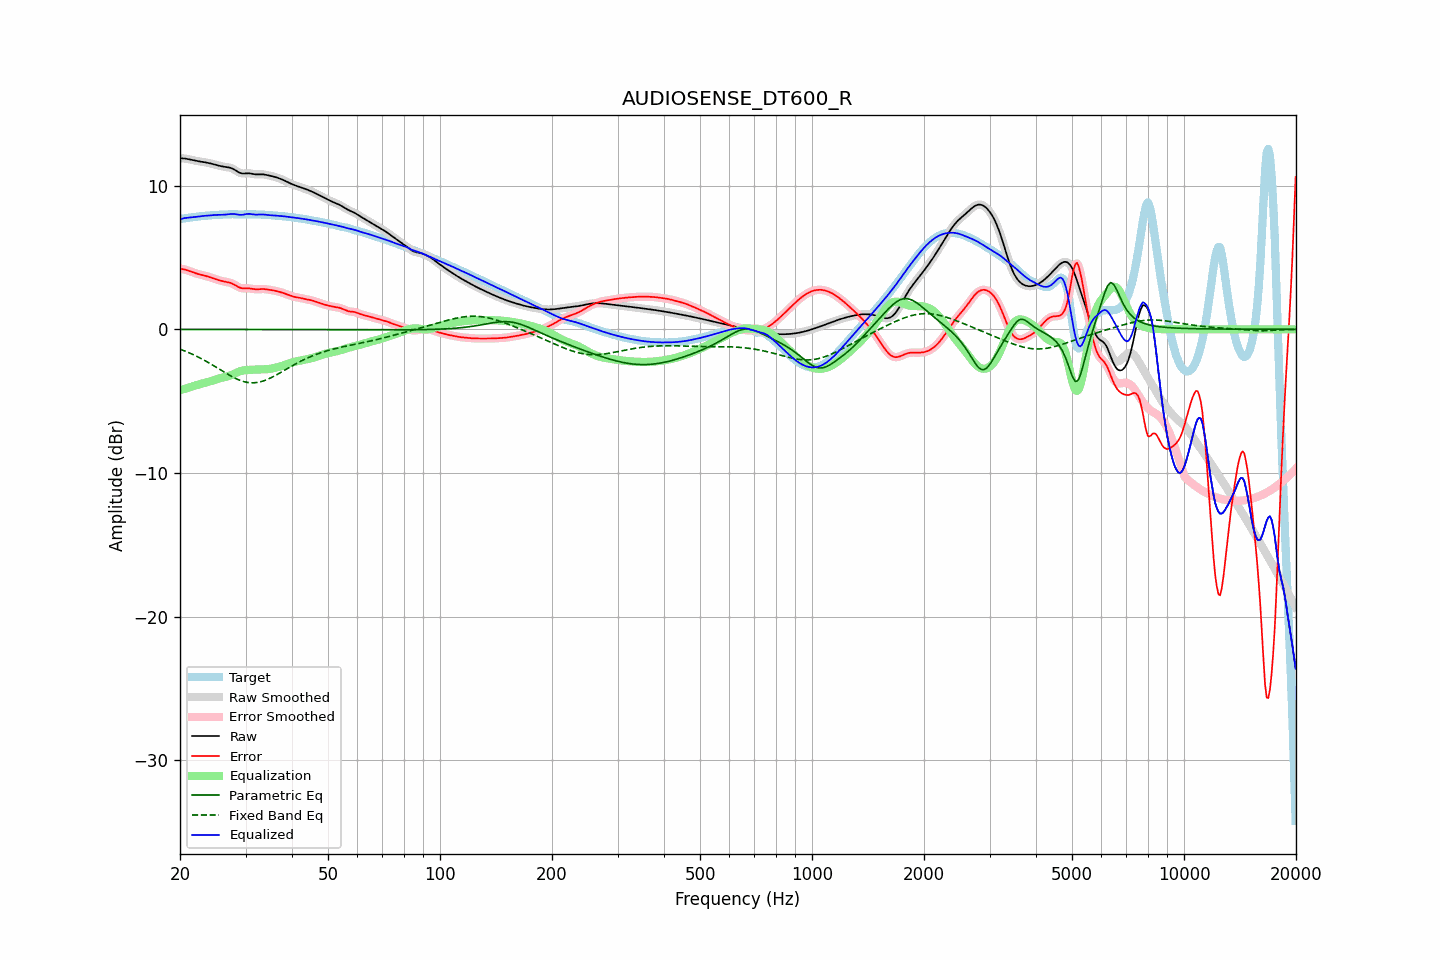 AUDIOSENSE_DT600_R
Amplitude (dBr)
10
0
−10
−20
−30
Target
Raw Smoothed
Error Smoothed
Raw
Error
Equalization
Parametric Eq
Fixed Band Eq
Equalized
20 50 100 200 500 1000 2000 5000 10000 20000
Frequency (Hz)